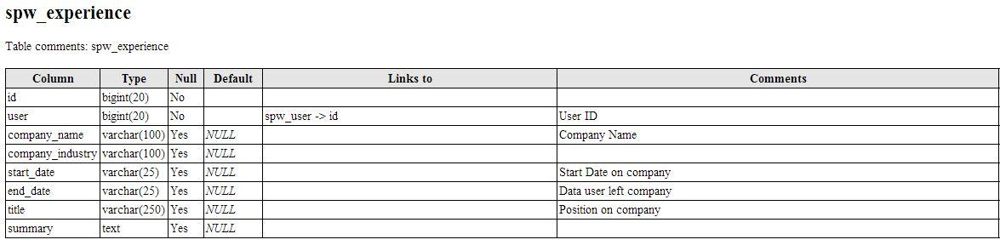 spw_experience
Table comments: spw_experience
Column Type Null Default Links to Comments
id bigint(20) No
user bigint(20) No spw_user -> id User ID
company_name varchar(100) Yes NULL Company Name
company_industry varchar(100) Yes NULL
start_date varchar(25) Yes NULL Start Date on company
end_date varchar(25) Yes NULL Data user left company
title varchar(250) Yes NULL Position on company
summary text Yes NULL